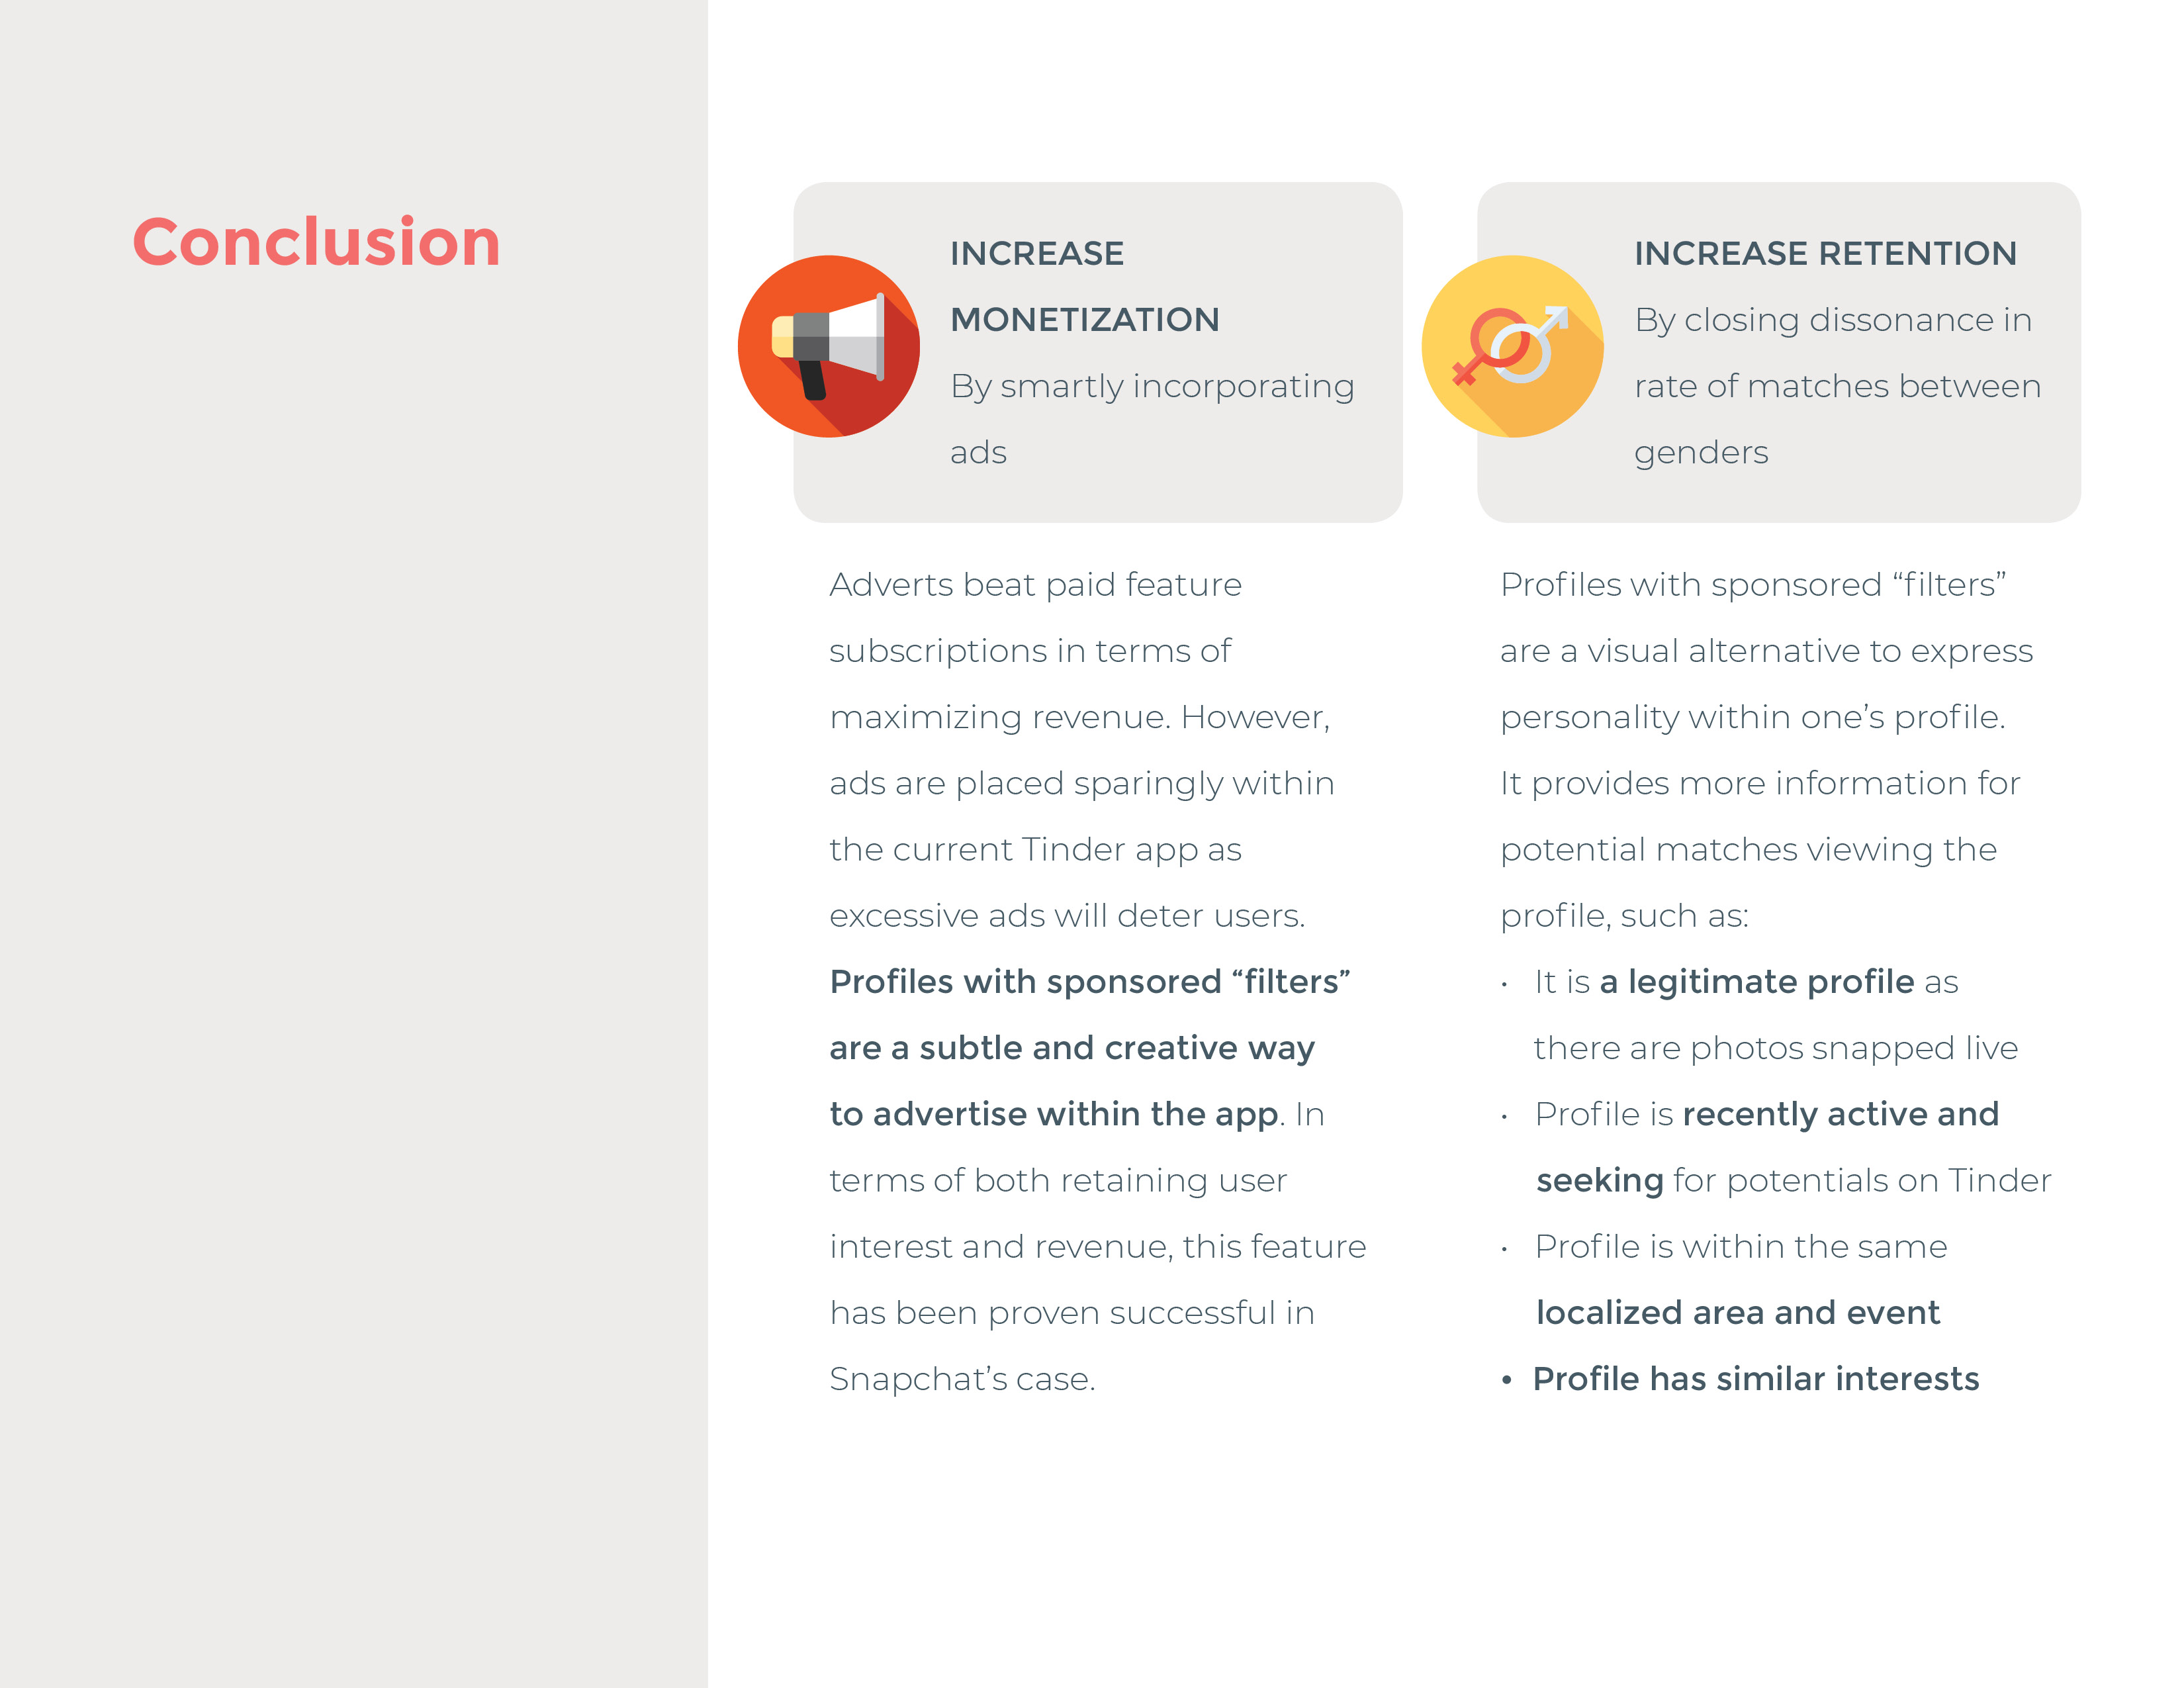 Conclusion
INCREASE
MONETIZATION
By smartly incorporating
ads
Adverts beat paid feature
subscriptions in terms of
maximizing revenue. However,
ads are placed sparingly within
the current Tinder app as
excessive ads will deter users.
Profiles with sponsored “filters”
are a subtle and creative way
to advertise within the app. In
terms of both retaining user
interest and revenue, this feature
has been proven successful in
Snapchat’s case.
INCREASE RETENTION
By closing dissonance in
rate of matches between
genders
Profiles with sponsored “filters”
are a visual alternative to express
personality within one’s profile.
It provides more information for
potential matches viewing the
profile, such as:
• It is a legitimate profile as
there are photos snapped live
• Profile is recently active and
seeking for potentials on Tinder
• Profile is within the same
localized area and event
• Profile has similar interests